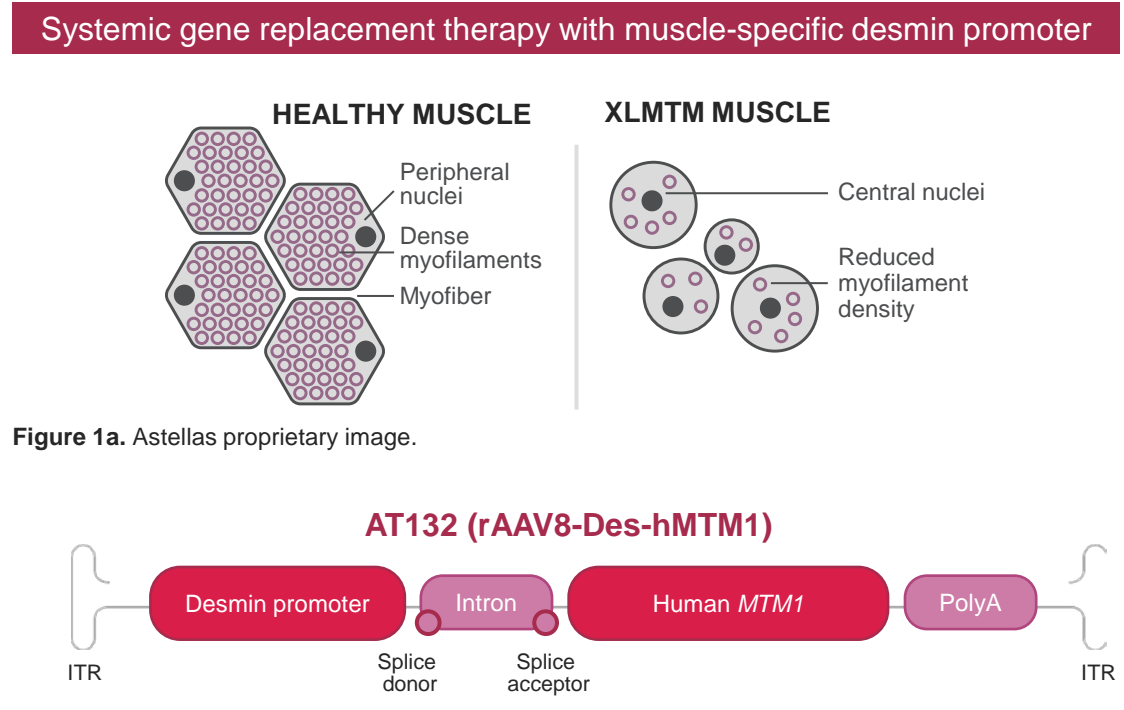 Systemic gene replacement therapy with muscle-specific desmin promoter
HEALTHY MUSCLE
Peripheral
nuclei
Dense
myofilaments
Myofiber
XLMTM MUSCLE
Central nuclei
Reduced
myofilament
density
Figure 1a. Astellas proprietary image.
AT132 (rAAV8-Des-hMTM1)
ITR
Desmin promoter
Intron
Splice
donor
Splice
acceptor
Human MTM1
PolyA
ITR